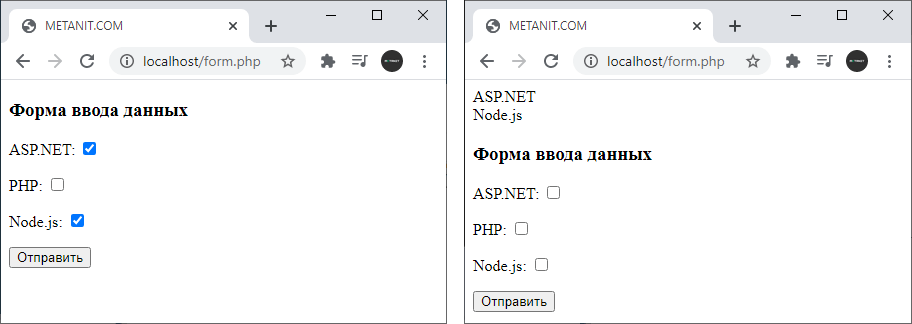 METANIT.COM
localhost/form.php
Форма ввода данных
ASP.NET:
PHP:
Node.js:
Отправить
METANIT.COM
localhost/form.php
ASP.NET
Node.js
Форма ввода данных
ASP.NET:
PHP:
Node.js:
Отправить